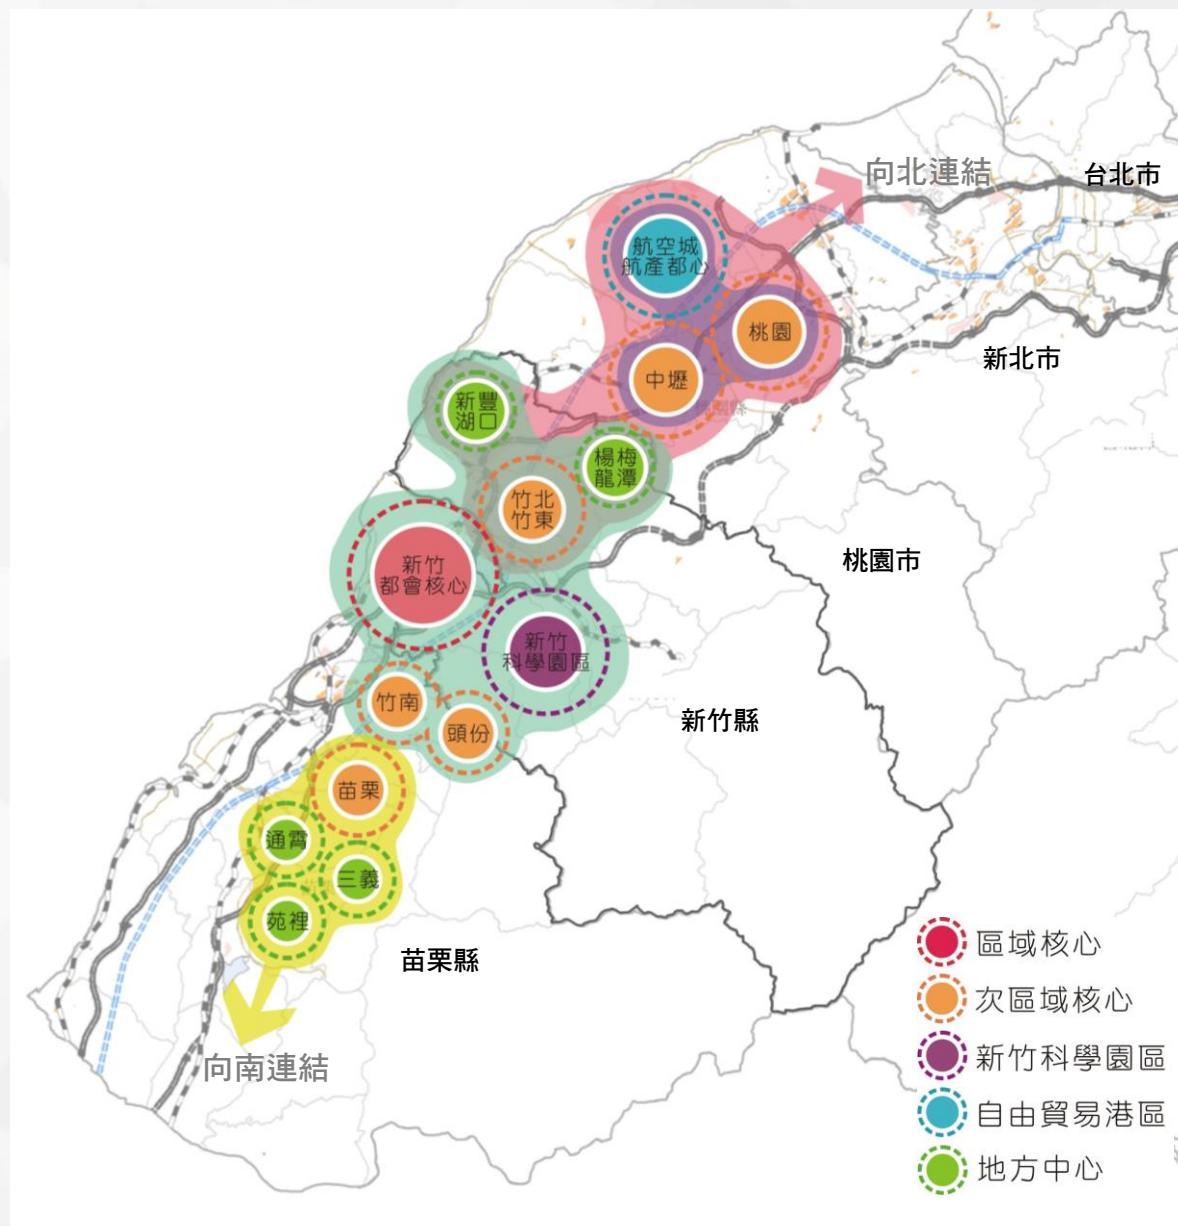 向北連結
台北市
航空城
航產都心
桃園
新北市
中壢
新豐
湖口
楊梅
龍潭
竹北
竹東
桃園市
新竹
都會核心
新竹
科學園區
竹南
新竹縣
頭份
苗栗
通霄
三義
苑裡
苗栗縣
向南連結
區域核心
次區域核心
新竹科學園區
自由貿易港區
地方中心